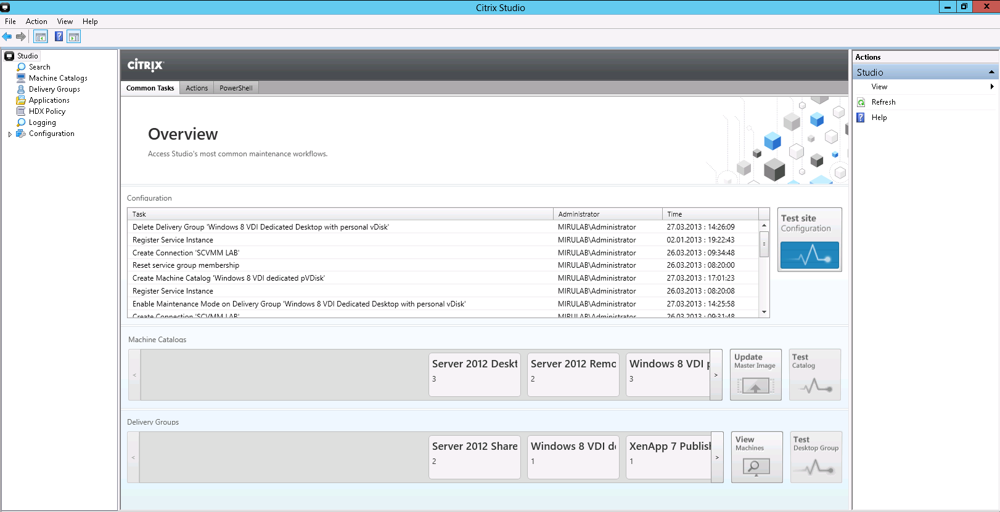 Citrix Studio
File Action View Help
Studio
Search
Machine Catalogs
Delivery Groups
Applications
HDX Policy
Logging
Configuration
CITRIX
Common Tasks Actions PowerShell
Overview
Access Studio's most common maintenance workflows.
Configuration
Task Administrator Time
Delete Delivery Group 'Windows 8 VDI Dedicated Desktop with personal vDisk' MIRULAB\Administrator 27.03.2013 : 14:26:09
Register Service Instance MIRULAB\Administrator 02.01.2013 : 19:22:43
Create Connection 'SCVMM LAB' MIRULAB\Administrator 26.03.2013 : 09:34:48
Reset service group membership MIRULAB\Administrator 26.03.2013 : 08:20:00
Create Machine Catalog 'Windows 8 VDI dedicated pVDisk' MIRULAB\Administrator 27.03.2013 : 17:01:23
Register Service Instance MIRULAB\Administrator 26.03.2013 : 08:20:08
Enable Maintenance Mode on Delivery Group 'Windows 8 VDI Dedicated Desktop with personal vDisk' MIRULAB\Administrator 27.03.2013 : 14:25:58
Create Connection 'SCVMM LAB' MIRULAB\Administrator 26.03.2013 : 09:31:48
Test site
Configuration
Machine Catalogs
<
Server 2012 Deskt
3
Server 2012 Remo
2
Windows 8 VDI p
3
>
Update
Master Image
Test
Catalog
Delivery Groups
<
Server 2012 Share
2
Windows 8 VDI de
1
XenApp 7 Publish
1
>
View
Machines
Test
Desktop Group
Actions
Studio
View
Refresh
Help